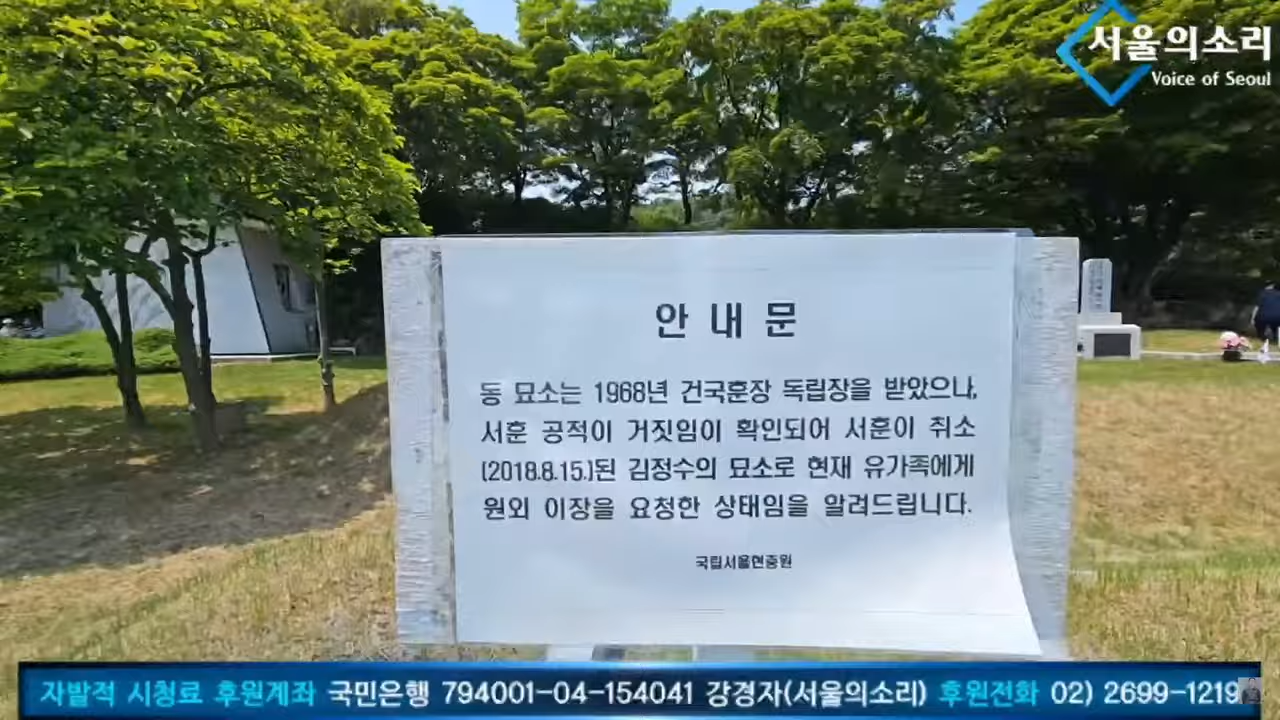 서울의소리
Voice of Seoul
안내문
동 묘소는 1968년 건국훈장 독립장을 받았으나,
서훈 공적이 거짓임이 확인되어 서훈이 취소
(2018.8.15.)된 김정수의 묘소로 현재 유가족에게
원외 이장을 요청한 상태임을 알려드립니다.
국립서울현충원
자발적 시청료 후원계좌 국민은행 794001-04-154041 강경자(서울의소리) 후원전화 02) 2699-1219